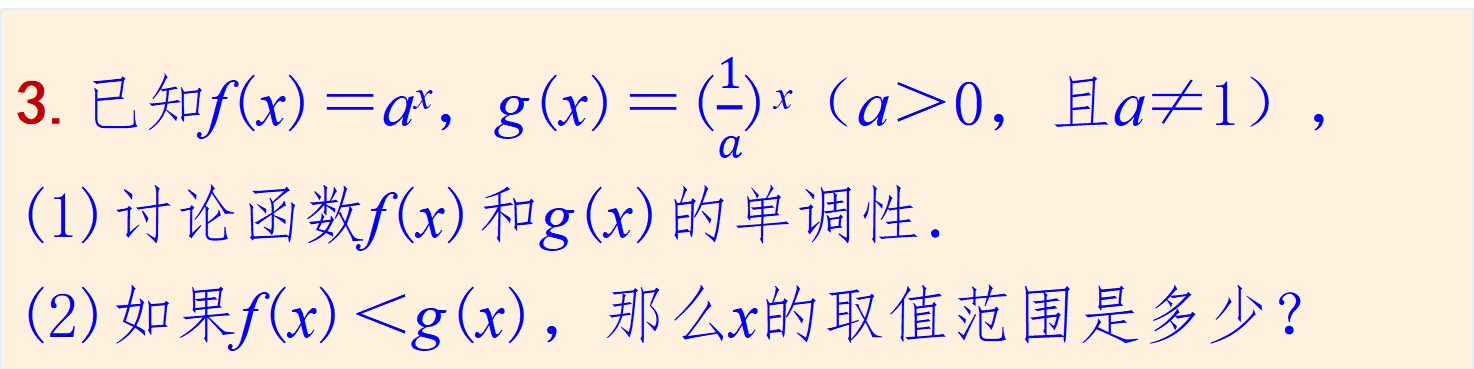 3. 已知f(x)＝aˣ，g(x)＝(1/a)ˣ（a＞0，且a≠1），
(1)讨论函数f(x)和g(x)的单调性.
(2)如果f(x)＜g(x)，那么x的取值范围是多少？